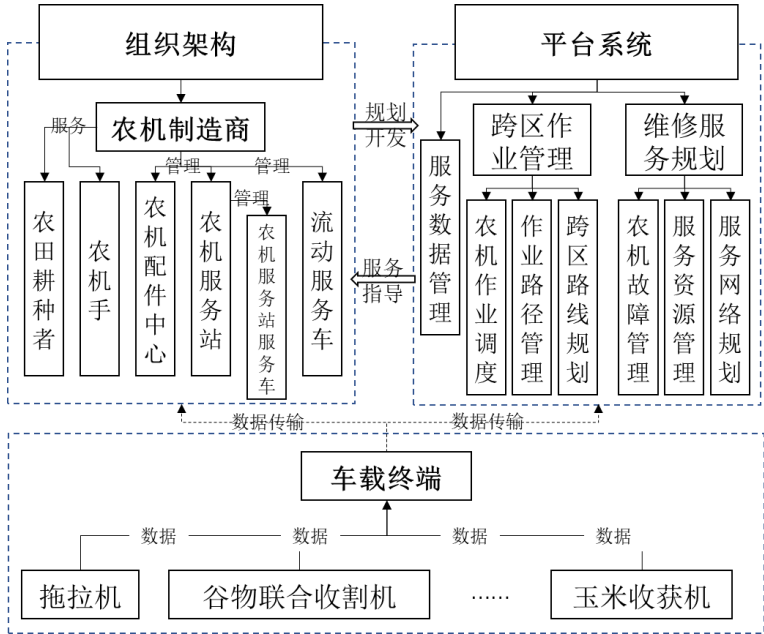 组织架构
平台系统
农机制造商
服务
管理
管理
管理
农田耕种者
农机手
农机配件中心
农机服务站
农机服务站服务车
流动服务车
规划
开发
服务
指导
服务数据管理
跨区作
业管理
维修服
务规划
农机作业调度
作业路径管理
跨区路线规划
农机故障管理
服务资源管理
服务网络规划
数据传输
数据传输
车载终端
数据
数据
数据
数据
拖拉机
谷物联合收割机
……
玉米收获机